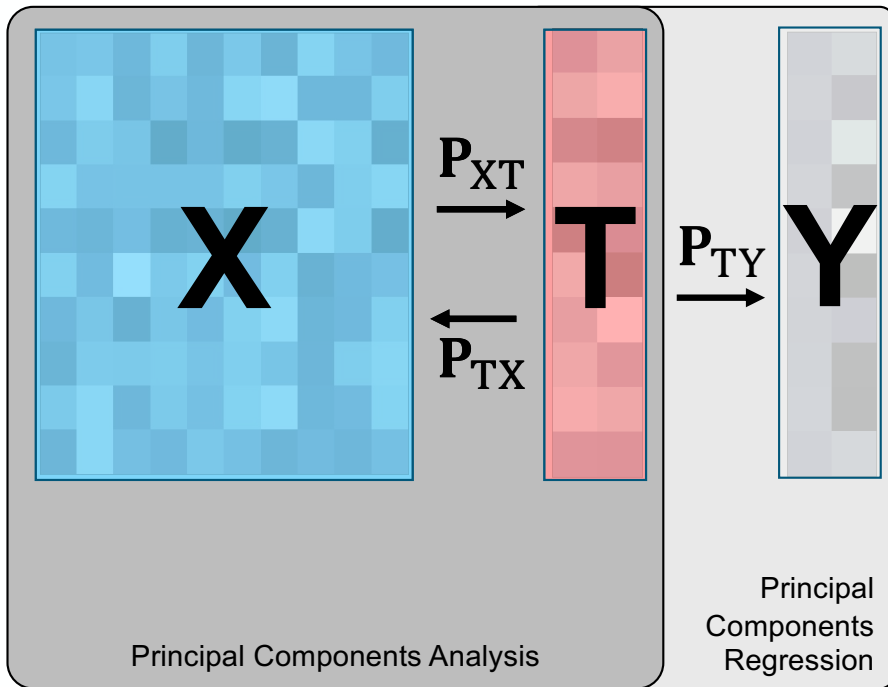 X
P_XT
P_TX
T
P_TY
Y
Principal Components Analysis
Principal
Components
Regression